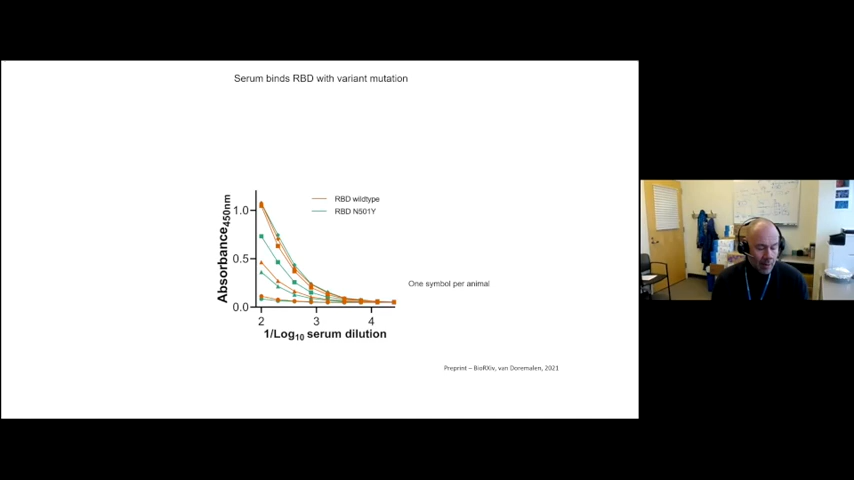 Serum binds RBD with variant mutation
RBD wildtype
RBD N501Y
1.0
0.5
0.0
Absorbance450nm
2 3 4
1/Log10 serum dilution
One symbol per animal
Preprint – BioRXiv, van Doremalen, 2021